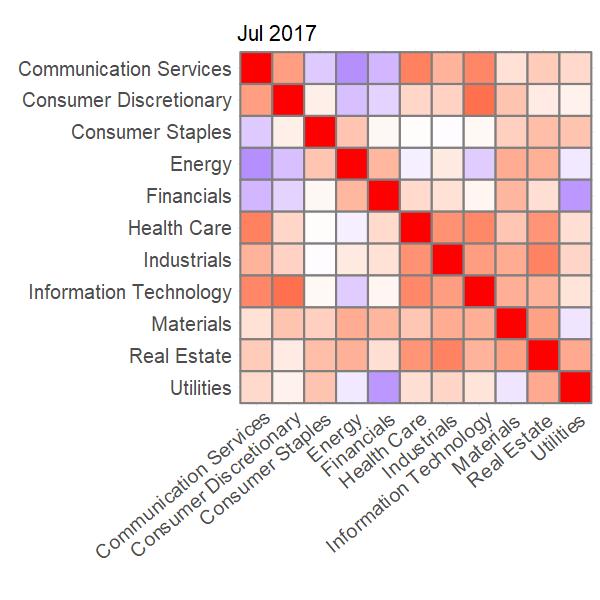 Jul 2017
Communication Services
Consumer Discretionary
Consumer Staples
Energy
Financials
Health Care
Industrials
Information Technology
Materials
Real Estate
Utilities
Communication Services
Consumer Discretionary
Consumer Staples
Energy
Financials
Health Care
Industrials
Information Technology
Materials
Real Estate
Utilities